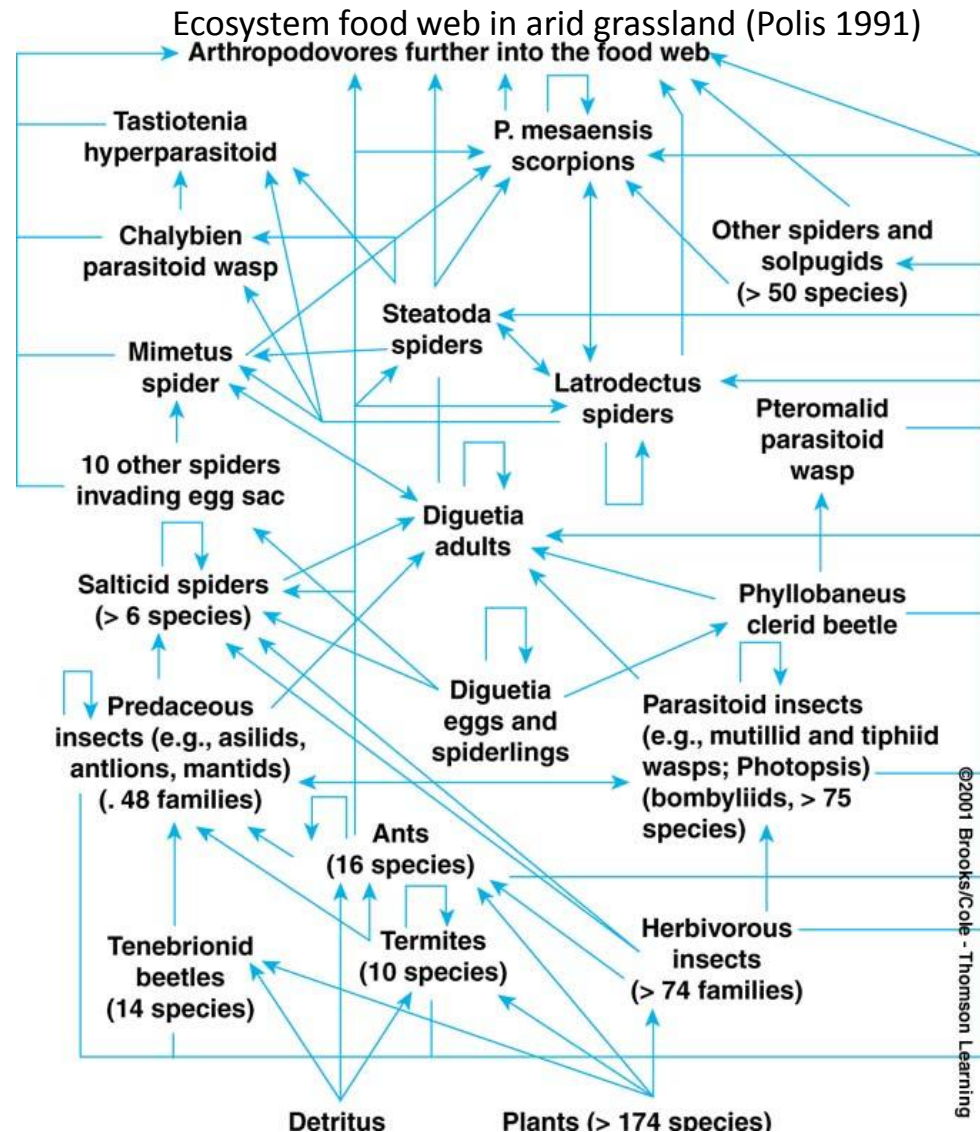 Ecosystem food web in arid grassland (Polis 1991)
Arthropodovores further into the food web
Tastiotenia
hyperparasitoid
P. mesaensis
scorpions
Chalybien
parasitoid wasp
Other spiders and
solpugids
(> 50 species)
Steatoda
spiders
Mimetus
spider
Latrodectus
spiders
Pteromalid
parasitoid
wasp
10 other spiders
invading egg sac
Diguetia
adults
Salticid spiders
(> 6 species)
Phyllobaneus
clerid beetle
Diguetia
eggs and
spiderlings
Predaceous
insects (e.g., asilids,
antlions, mantids)
(. 48 families)
Parasitoid insects
(e.g., mutillid and tiphiid
wasps; Photopsis)
(bombyliids, > 75
species)
Ants
(16 species)
Tenebrionid
beetles
(14 species)
Termites
(10 species)
Herbivorous
insects
(> 74 families)
Detritus
Plants (> 174 species)
©2001 Brooks/Cole - Thomson Learning